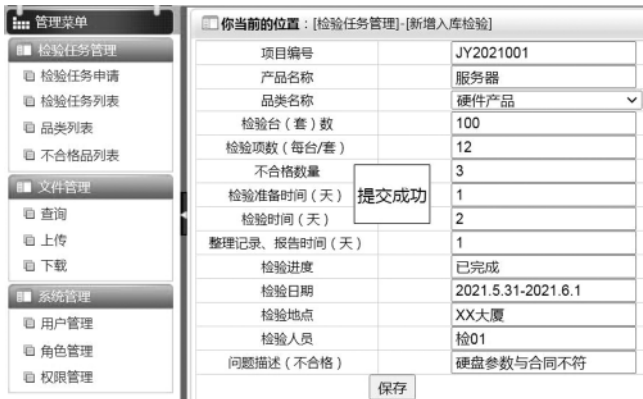 管理菜单
检验任务管理
检验任务申请
检验任务列表
品类列表
不合格品列表
文件管理
查询
上传
下载
系统管理
用户管理
角色管理
权限管理
你当前的位置：[检验任务管理]-[新增入库检验]
项目编号 JY2021001
产品名称 服务器
品类名称 硬件产品
检验台（套）数 100
检验项数（每台/套） 12
不合格数量 3
检验准备时间（天） 1
提交成功
检验时间（天） 2
整理记录、报告时间（天） 1
检验进度 已完成
检验日期 2021.5.31-2021.6.1
检验地点 XX大厦
检验人员 检01
问题描述（不合格） 硬盘参数与合同不符
保存